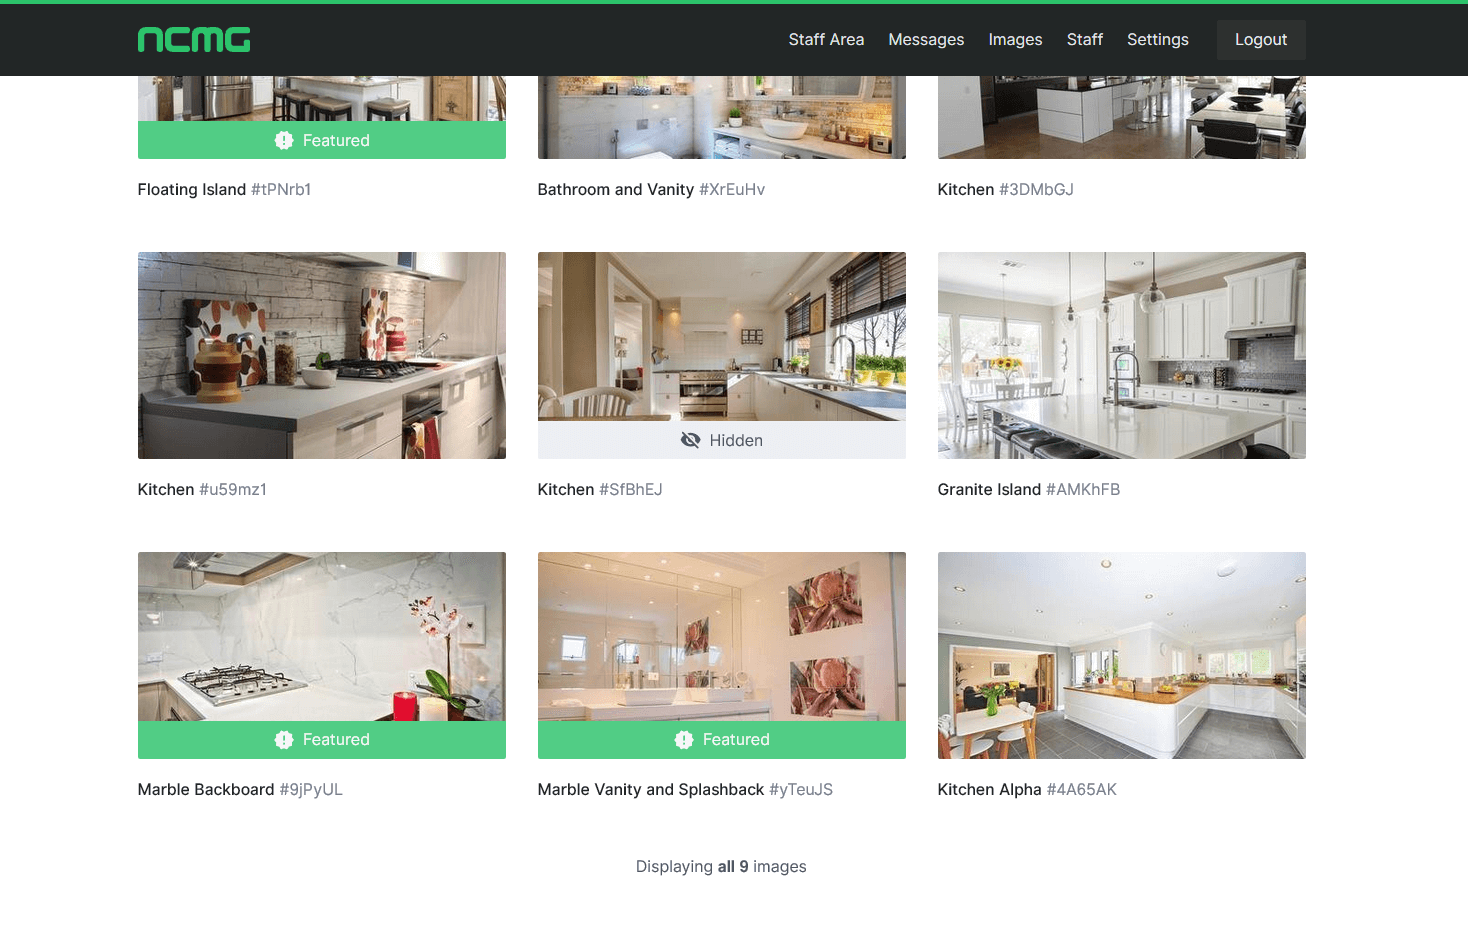 ncmg
Staff Area Messages Images Staff Settings Logout
Featured
Floating Island #tPNrb1
Bathroom and Vanity #XrEuHv
Kitchen #3DMbGJ
Kitchen #u59mz1
Hidden
Kitchen #SfBhEJ
Granite Island #AMKhFB
Featured
Marble Backboard #9jPyUL
Featured
Marble Vanity and Splashback #yTeuJS
Kitchen Alpha #4A65AK
Displaying all 9 images